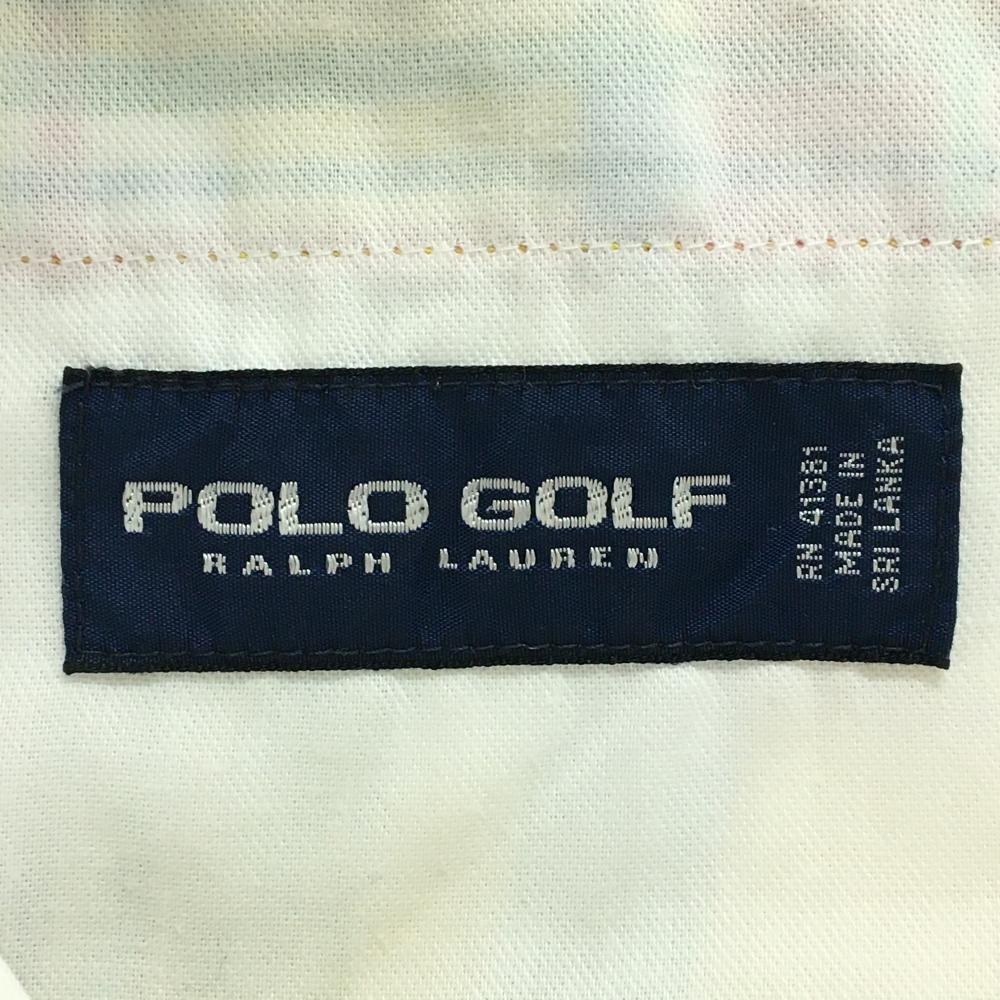 POLO GOLF
RALPH LAUREN
RN 41381
MADE IN
SRI LANKA